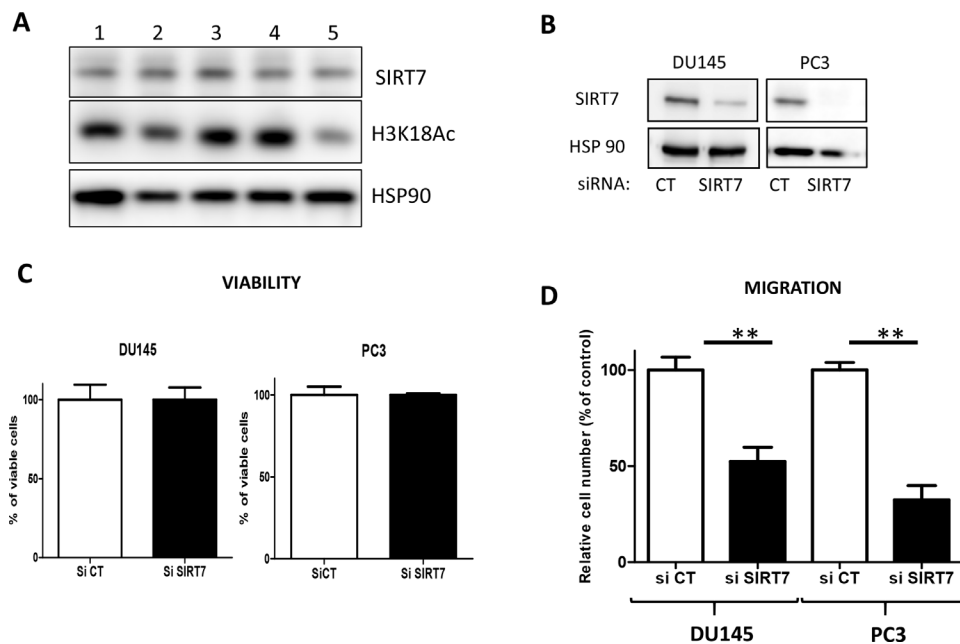 A
1 2 3 4 5
SIRT7
H3K18Ac
HSP90
B
DU145 PC3
SIRT7
HSP 90
siRNA: CT SIRT7 CT SIRT7
C
VIABILITY
DU145
% of viable cells
100
50
0
Si CT Si SIRT7
PC3
% of viable cells
100
50
0
SiCT Si SIRT7
D
MIGRATION
** **
Relative cell number (% of control)
100
50
0
si CT si SIRT7 si CT si SIRT7
DU145 PC3